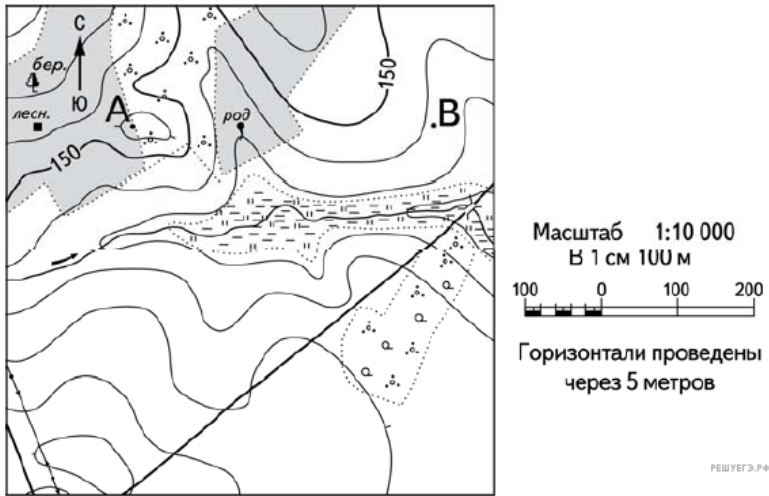 С
бер.
Ю
лесн.
А
род
В
150
150
Масштаб 1:10 000
В 1 см 100 м
100 0 100 200
Горизонтали проведены
через 5 метров
РЕШУЕГЭ.РФ